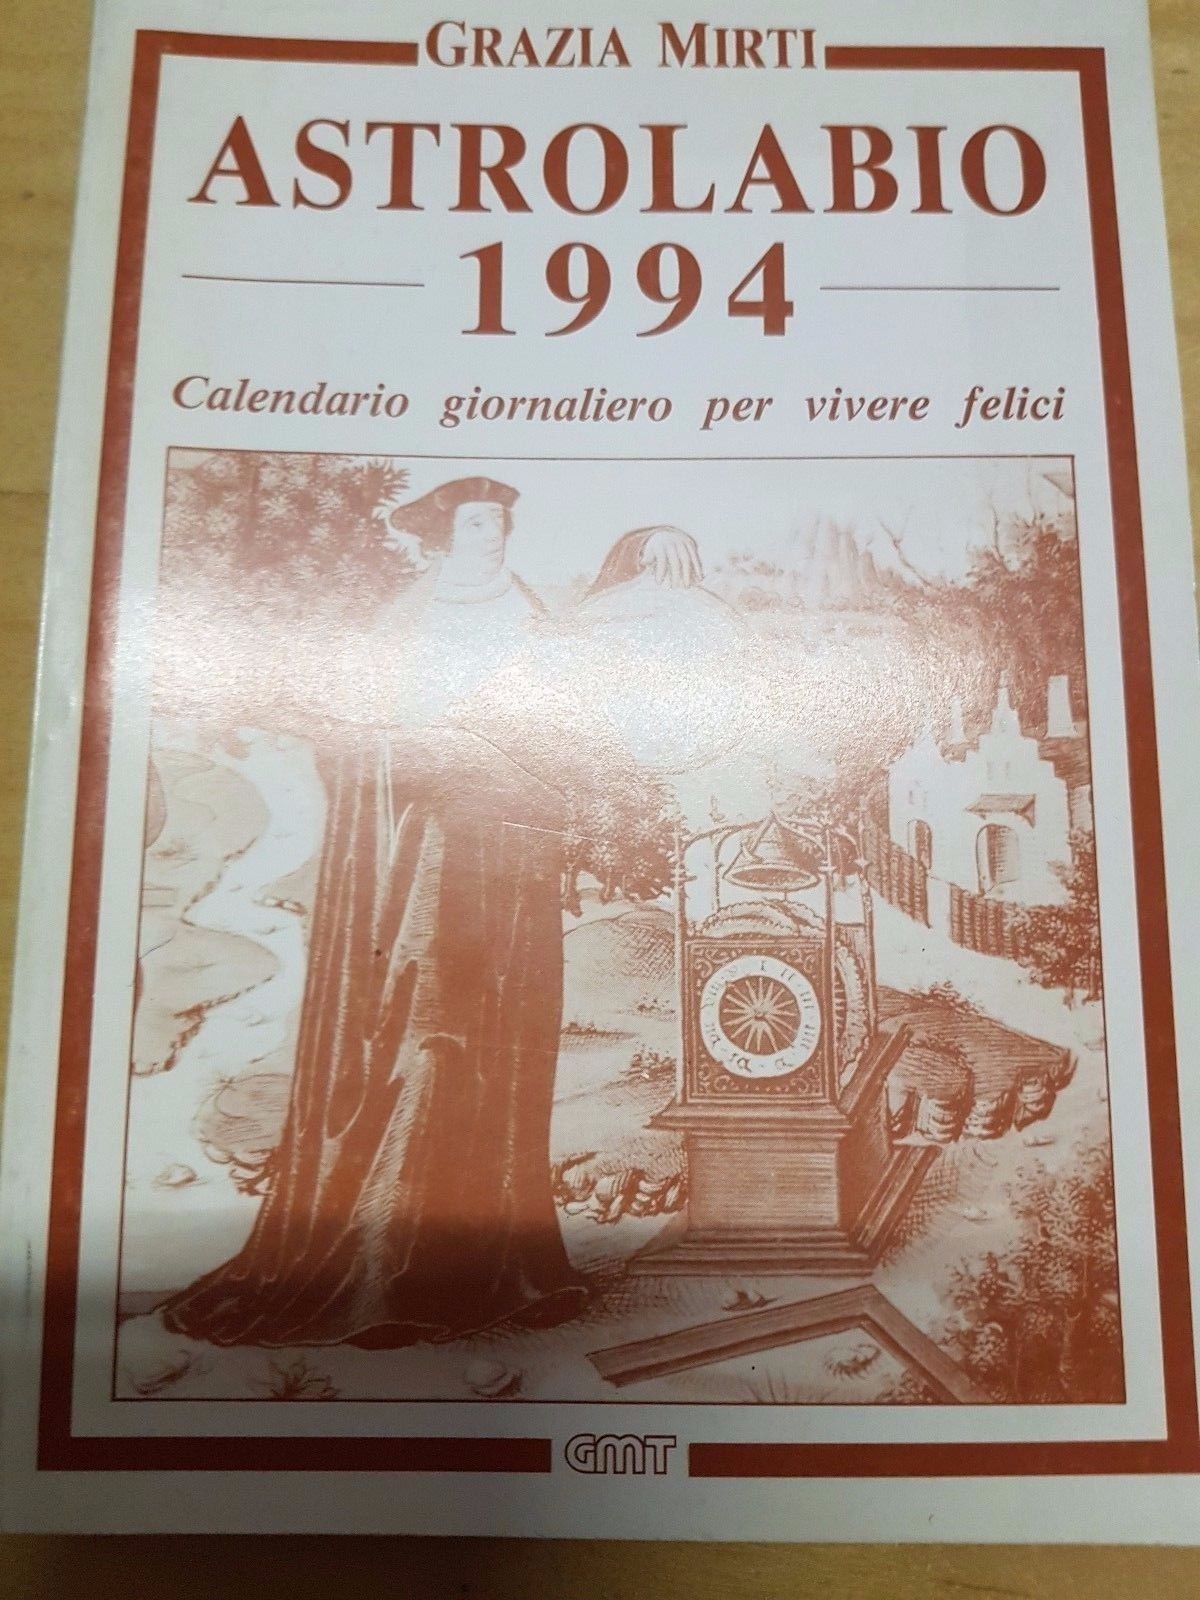 GRAZIA MIRTI
ASTROLABIO
1994
Calendario giornaliero per vivere felici
GMT